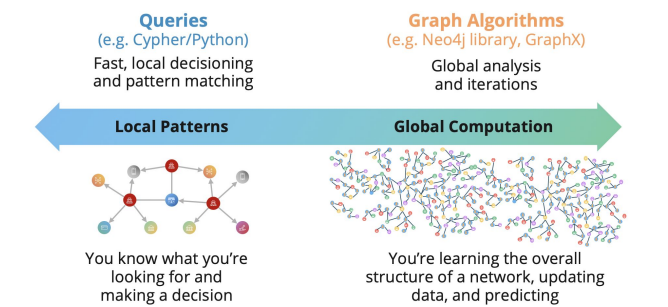 Queries
(e.g. Cypher/Python)
Fast, local decisioning
and pattern matching
Graph Algorithms
(e.g. Neo4j library, GraphX)
Global analysis
and iterations
Local Patterns
Global Computation
You know what you're
looking for and
making a decision
You're learning the overall
structure of a network, updating
data, and predicting